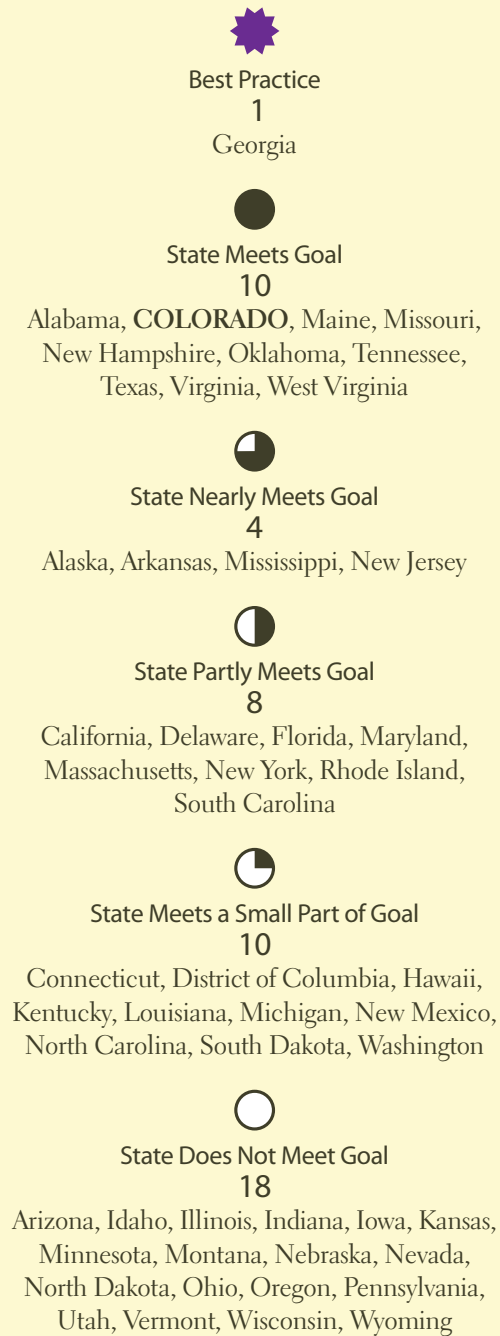 Best Practice
1
Georgia
State Meets Goal
10
Alabama, COLORADO, Maine, Missouri,
New Hampshire, Oklahoma, Tennessee,
Texas, Virginia, West Virginia
State Nearly Meets Goal
4
Alaska, Arkansas, Mississippi, New Jersey
State Partly Meets Goal
8
California, Delaware, Florida, Maryland,
Massachusetts, New York, Rhode Island,
South Carolina
State Meets a Small Part of Goal
10
Connecticut, District of Columbia, Hawaii,
Kentucky, Louisiana, Michigan, New Mexico,
North Carolina, South Dakota, Washington
State Does Not Meet Goal
18
Arizona, Idaho, Illinois, Indiana, Iowa, Kansas,
Minnesota, Montana, Nebraska, Nevada,
North Dakota, Ohio, Oregon, Pennsylvania,
Utah, Vermont, Wisconsin, Wyoming